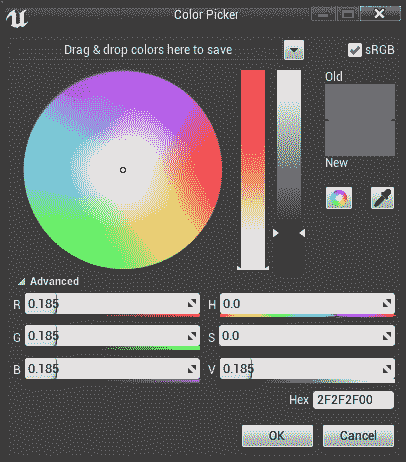 Color Picker
Drag & drop colors here to save
sRGB
Old
New
Advanced
R 0.185 H 0.0
G 0.185 S 0.0
B 0.185 V 0.185
Hex 2F2F2F00
OK Cancel